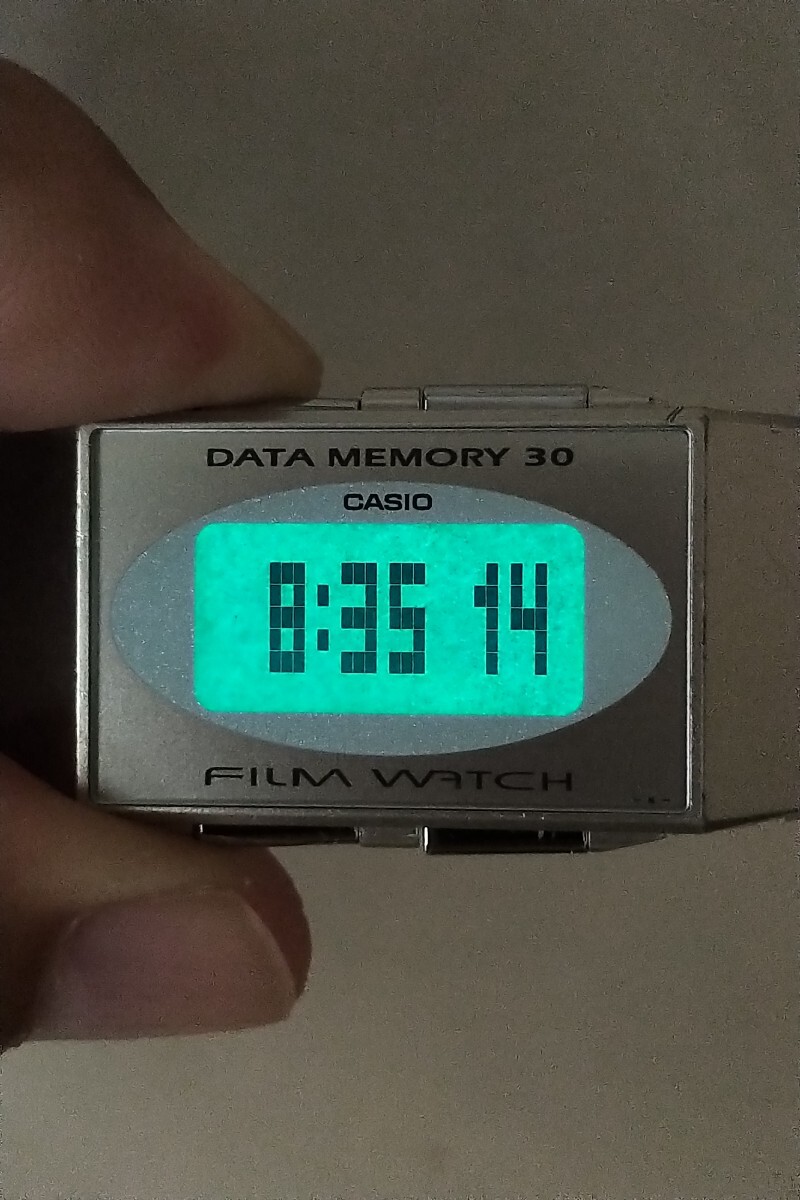 DATA MEMORY 30
CASIO
8:35 14
FILM WATCH